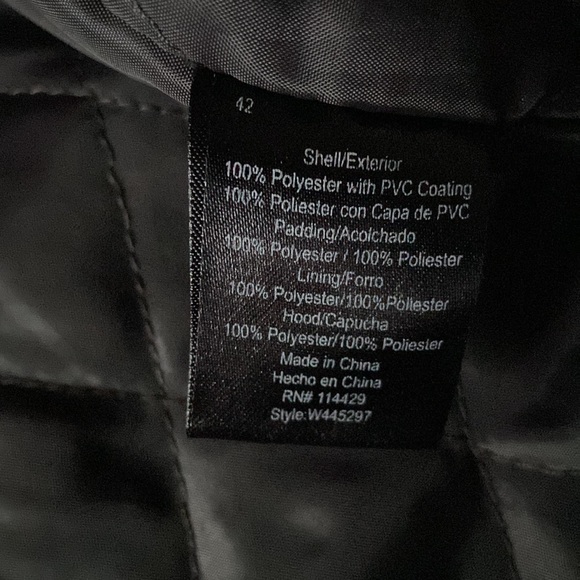 42
Shell/Exterior
100% Polyester with PVC Coating
100% Poliester con Capa de PVC
Padding/Acolchado
100% Polyester / 100% Poliester
Lining/Forro
100% Polyester/100%Poliester
Hood/Capucha
100% Polyester/100% Poliester
Made in China
Hecho en China
RN# 114429
Style:W445297